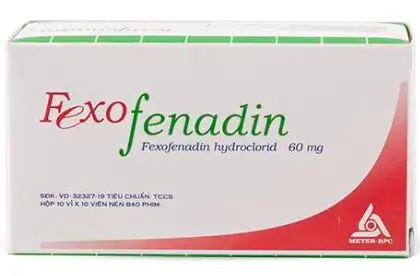 Fexofenadin
Fexofenadin hydroclorid 60 mg
SĐK: VD-32327-19 TIÊU CHUẨN: TCCS
HỘP 10 VỈ X 10 VIÊN NÉN BAO PHIM.
MEYER-BPC